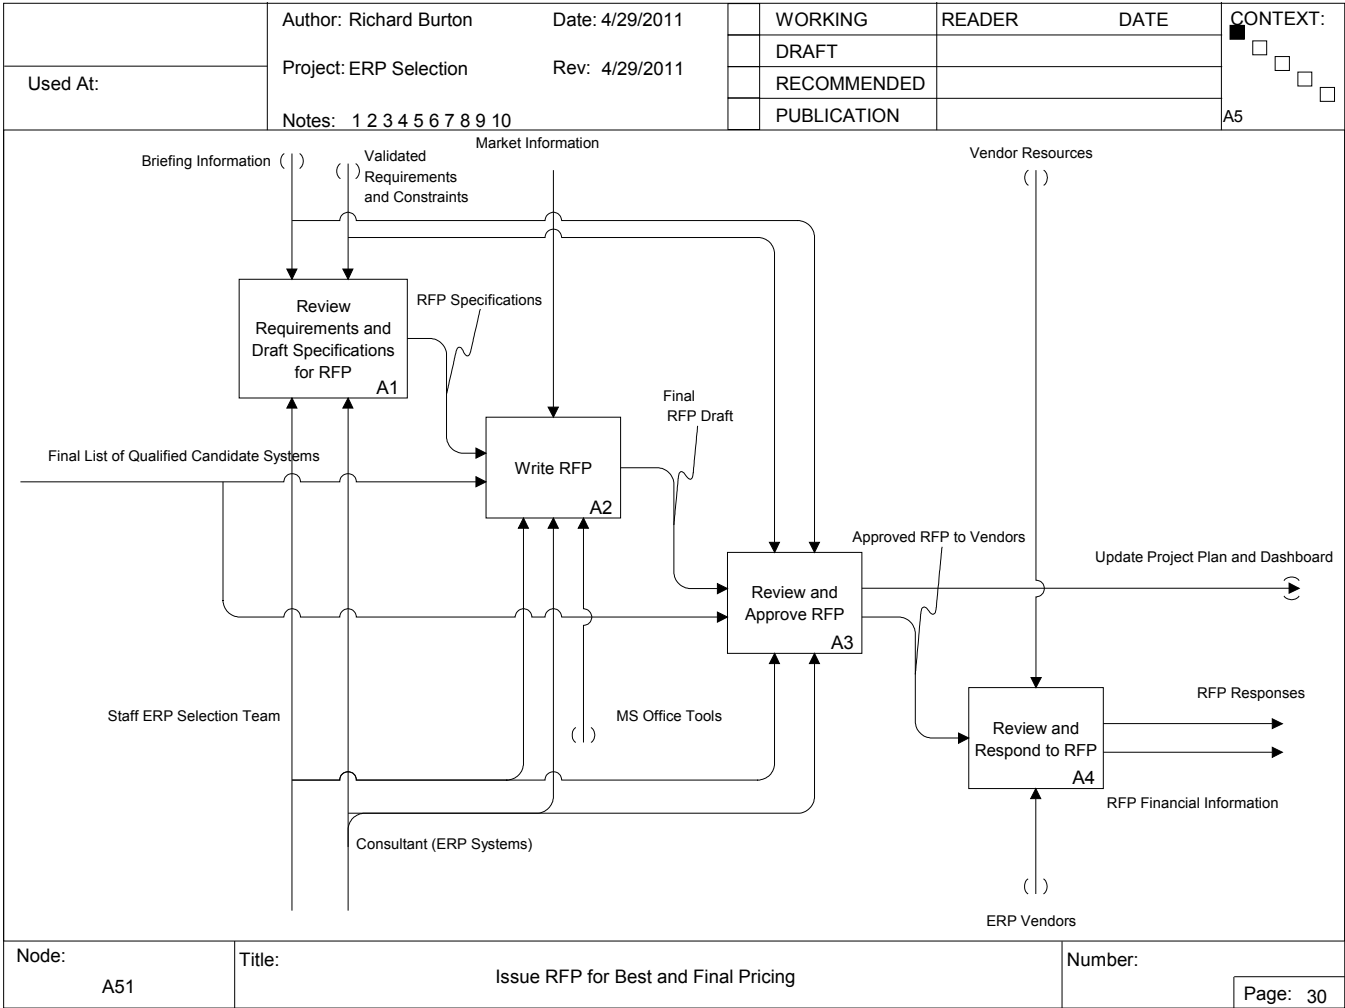 Used At:
Author: Richard Burton
Date: 4/29/2011
Project: ERP Selection
Rev: 4/29/2011
Notes: 1 2 3 4 5 6 7 8 9 10
WORKING
DRAFT
RECOMMENDED
PUBLICATION
READER
DATE
CONTEXT:
A5
Briefing Information ( )
( ) Validated
Requirements
and Constraints
Market Information
Vendor Resources
( )
Review
Requirements and
Draft Specifications
for RFP
A1
RFP Specifications
Final
RFP Draft
Final List of Qualified Candidate Systems
Write RFP
A2
Approved RFP to Vendors
Update Project Plan and Dashboard
( )
Review and
Approve RFP
A3
RFP Responses
Staff ERP Selection Team
( )
MS Office Tools
Review and
Respond to RFP
A4
RFP Financial Information
Consultant (ERP Systems)
( )
ERP Vendors
Node:
A51
Title:
Issue RFP for Best and Final Pricing
Number:
Page: 30